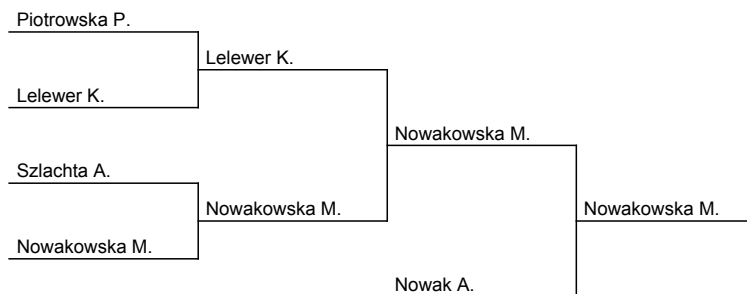 Piotrowska P.
Lelewer K.
Lelewer K.
Nowakowska M.
Szlachta A.
Nowakowska M.
Nowakowska M.
Nowakowska M.
Nowak A.